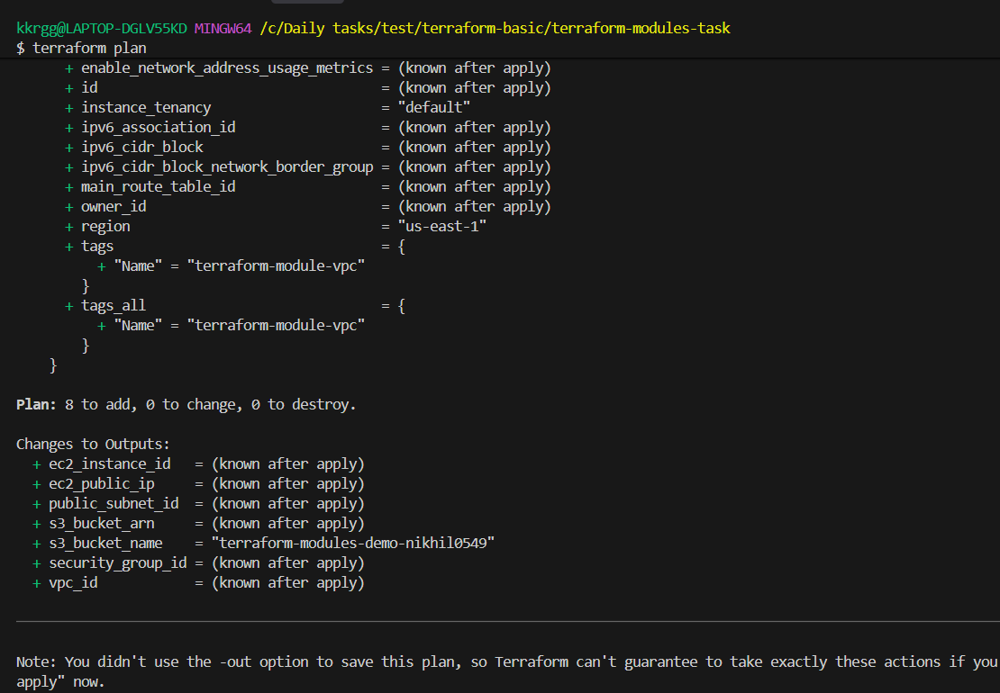 kkrgg@LAPTOP-DGLV55KD MINGW64 /c/Daily tasks/test/terraform-basic/terraform-modules-task
$ terraform plan
      + enable_network_address_usage_metrics = (known after apply)
      + id                                   = (known after apply)
      + instance_tenancy                     = "default"
      + ipv6_association_id                  = (known after apply)
      + ipv6_cidr_block                      = (known after apply)
      + ipv6_cidr_block_network_border_group = (known after apply)
      + main_route_table_id                  = (known after apply)
      + owner_id                             = (known after apply)
      + region                               = "us-east-1"
      + tags                                 = {
          + "Name" = "terraform-module-vpc"
        }
      + tags_all                             = {
          + "Name" = "terraform-module-vpc"
        }
    }
Plan: 8 to add, 0 to change, 0 to destroy.
Changes to Outputs:
  + ec2_instance_id   = (known after apply)
  + ec2_public_ip     = (known after apply)
  + public_subnet_id  = (known after apply)
  + s3_bucket_arn     = (known after apply)
  + s3_bucket_name    = "terraform-modules-demo-nikhil0549"
  + security_group_id = (known after apply)
  + vpc_id            = (known after apply)
Note: You didn't use the -out option to save this plan, so Terraform can't guarantee to take exactly these actions if you
apply" now.